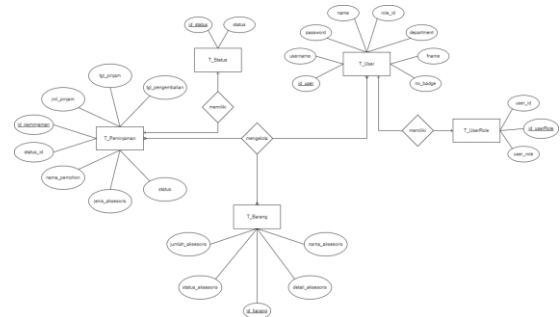 name
role_id
id_status
status
password
department
tgl_pinjam
T_Status
username
T_User
fname
jml_pinjam
tgl_pengembalian
id_user
no_badge
memiliki
user_id
id_peminjaman
T_Peminjaman
mengelola
memiliki
T_UserRole
id_userRole
status_id
user_role
name_pemohon
status
jenis_aksesoris
T_Barang
jumlah_aksesoris
nama_aksesoris
status_aksesoris
detail_aksesoris
id_barang